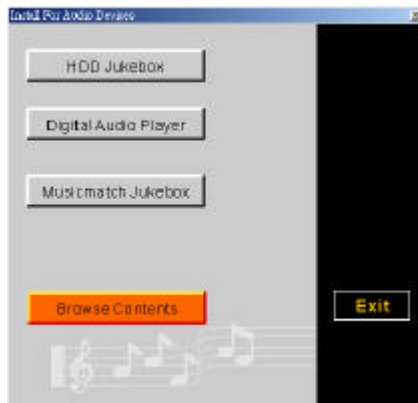 Install For Audio Devices
HDD Jukebox
Digital Audio Player
Musicmatch Jukebox
Browse Contents
Exit